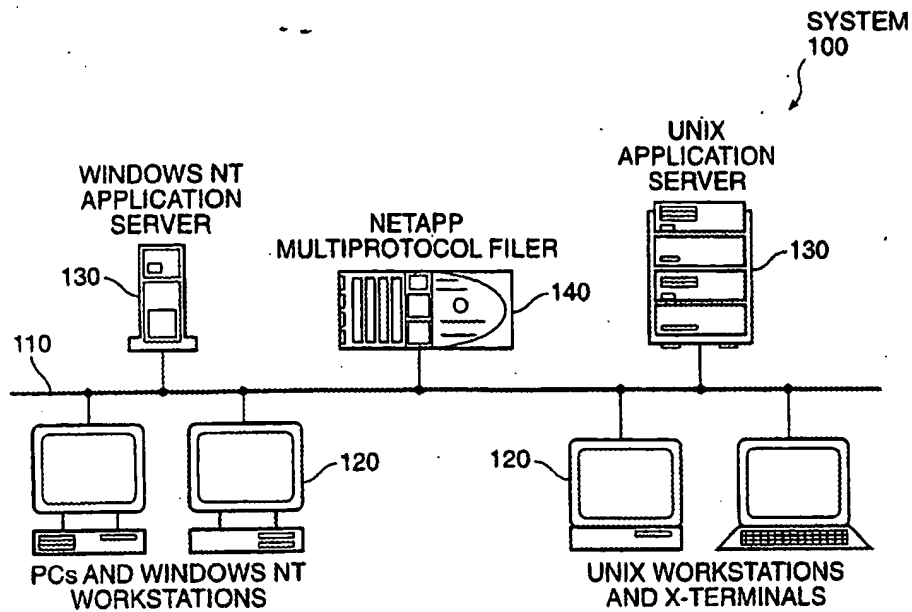 SYSTEM
100
UNIX
APPLICATION
SERVER
WINDOWS NT
APPLICATION
SERVER
NETAPP
MULTIPROTOCOL FILER
130
140
130
110
120
120
PCs AND WINDOWS NT
WORKSTATIONS
UNIX WORKSTATIONS
AND X-TERMINALS